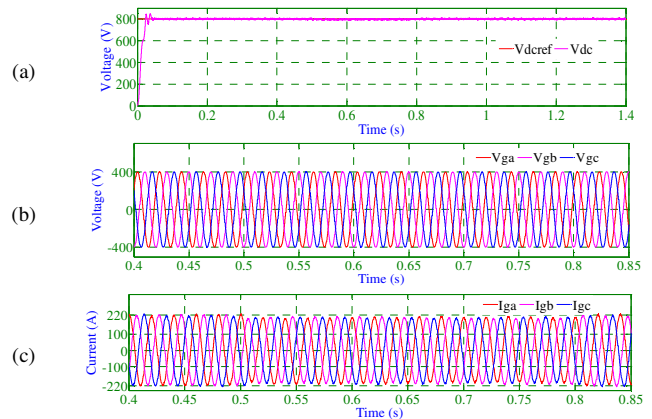 (a)
Voltage (V)
800
600
400
200
0
Vdcref Vdc
0 0.2 0.4 0.6 0.8 1 1.2 1.4
Time (s)
(b)
Voltage (V)
400
0
-400
Vga Vgb Vgc
0.4 0.45 0.5 0.55 0.6 0.65 0.7 0.75 0.8 0.85
Time (s)
(c)
Current (A)
220
100
0
-100
-220
Iga Igb Igc
0.4 0.45 0.5 0.55 0.6 0.65 0.7 0.75 0.8 0.85
Time (s)